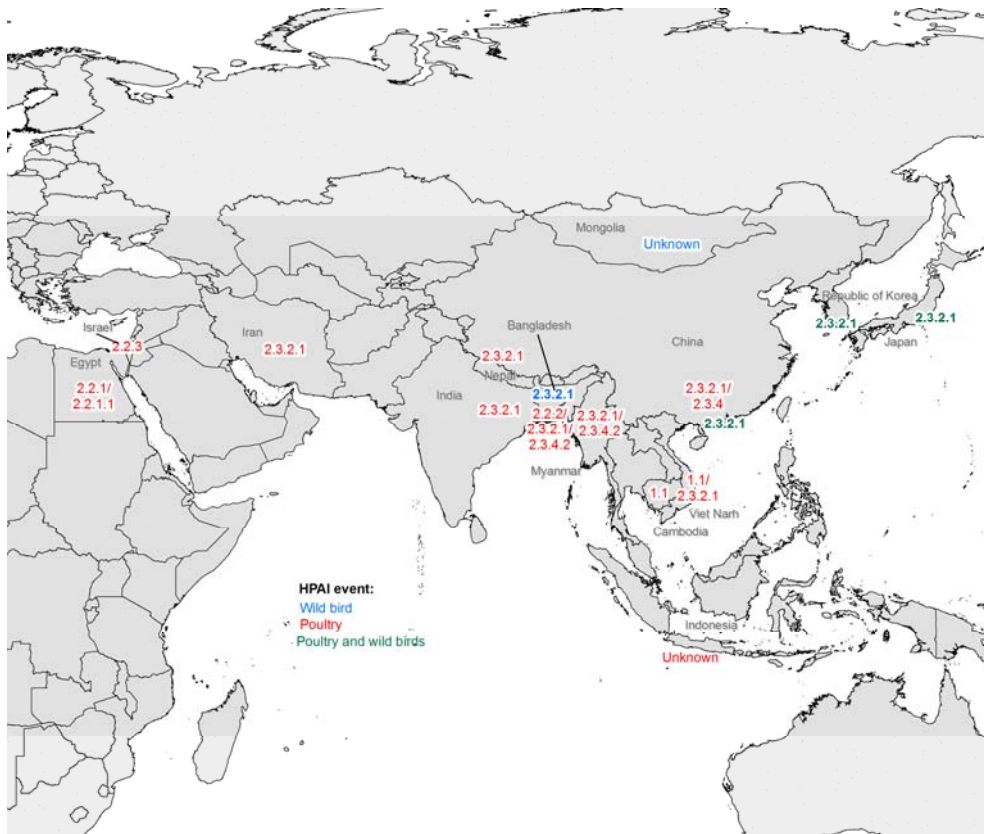 Mongolia
Unknown
Republic of Korea
2.3.2.1
2.3.2.1
Japan
Israel
2.2.3
Bangladesh
Iran
2.3.2.1
China
Egypt
2.2.1/
2.2.1.1
2.3.2.1
Nepal
India
2.3.2.1
2.3.2.1
2.2.2/
2.3.2.1/
2.3.4.2
2.3.2.1/
2.3.4.2
2.3.2.1/
2.3.4
2.3.2.1
Myanmar
1.1
1.1/
2.3.2.1
Viet Nam
Cambodia
HPAI event:
Wild bird
Poultry
Poultry and wild birds
Indonesia
Unknown